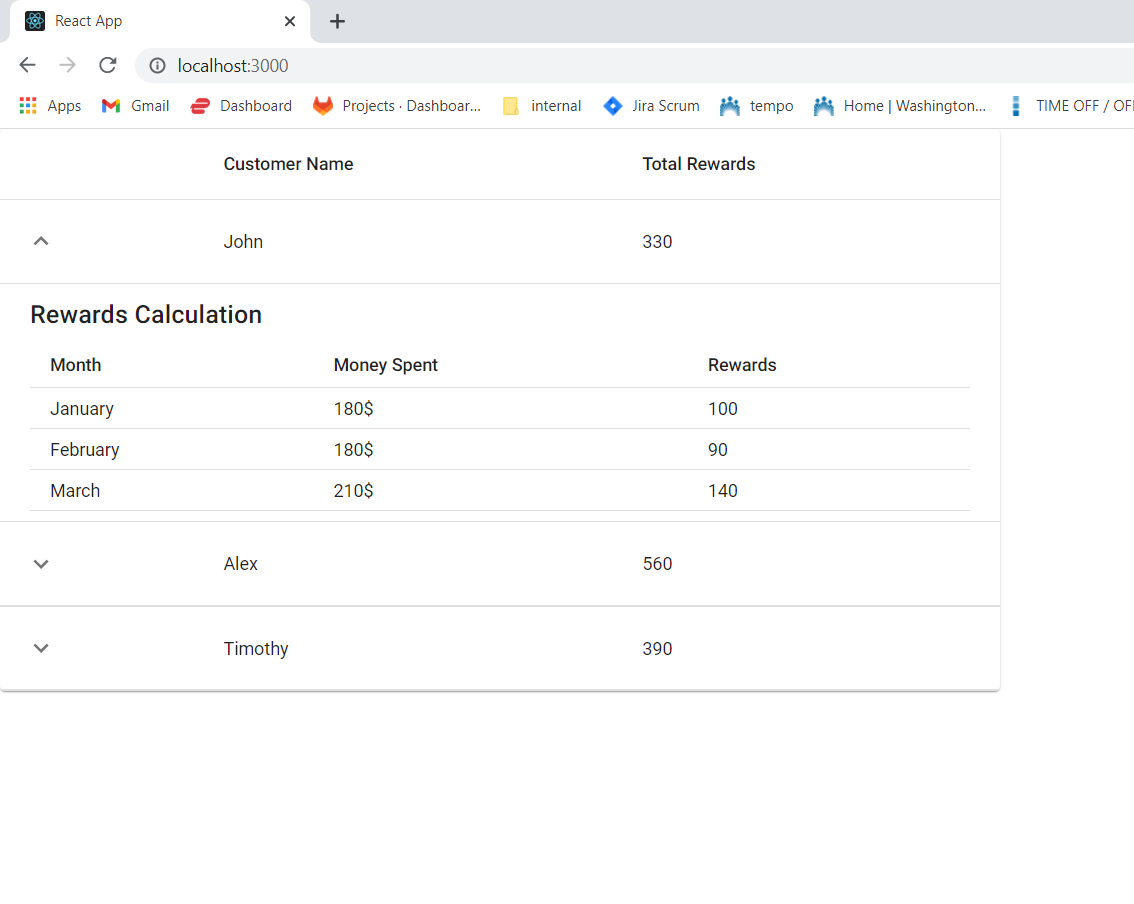 React App
localhost:3000
Apps Gmail Dashboard Projects · Dashboar... internal Jira Scrum tempo Home | Washington... TIME OFF / OF
Customer Name Total Rewards
John 330
Rewards Calculation
Month Money Spent Rewards
January 180$ 100
February 180$ 90
March 210$ 140
Alex 560
Timothy 390